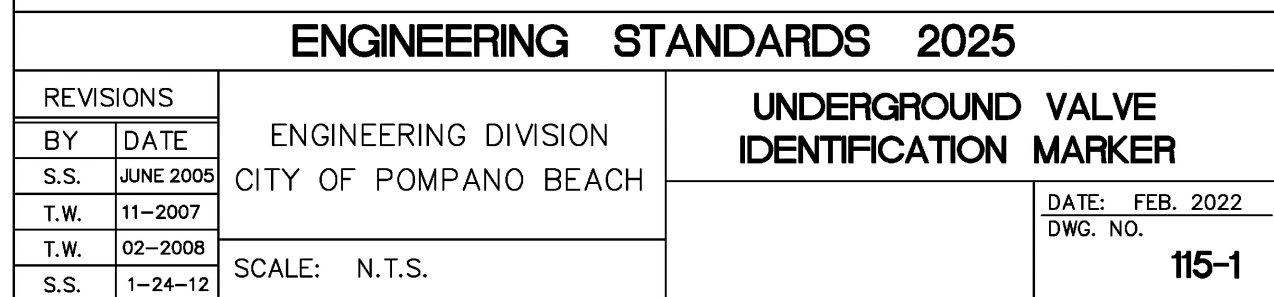 ENGINEERING STANDARDS 2025
REVISIONS
BY DATE
S.S. JUNE 2005
T.W. 11-2007
T.W. 02-2008
S.S. 1-24-12
ENGINEERING DIVISION
CITY OF POMPANO BEACH
SCALE: N.T.S.
UNDERGROUND VALVE
IDENTIFICATION MARKER
DATE: FEB. 2022
DWG. NO.
115-1